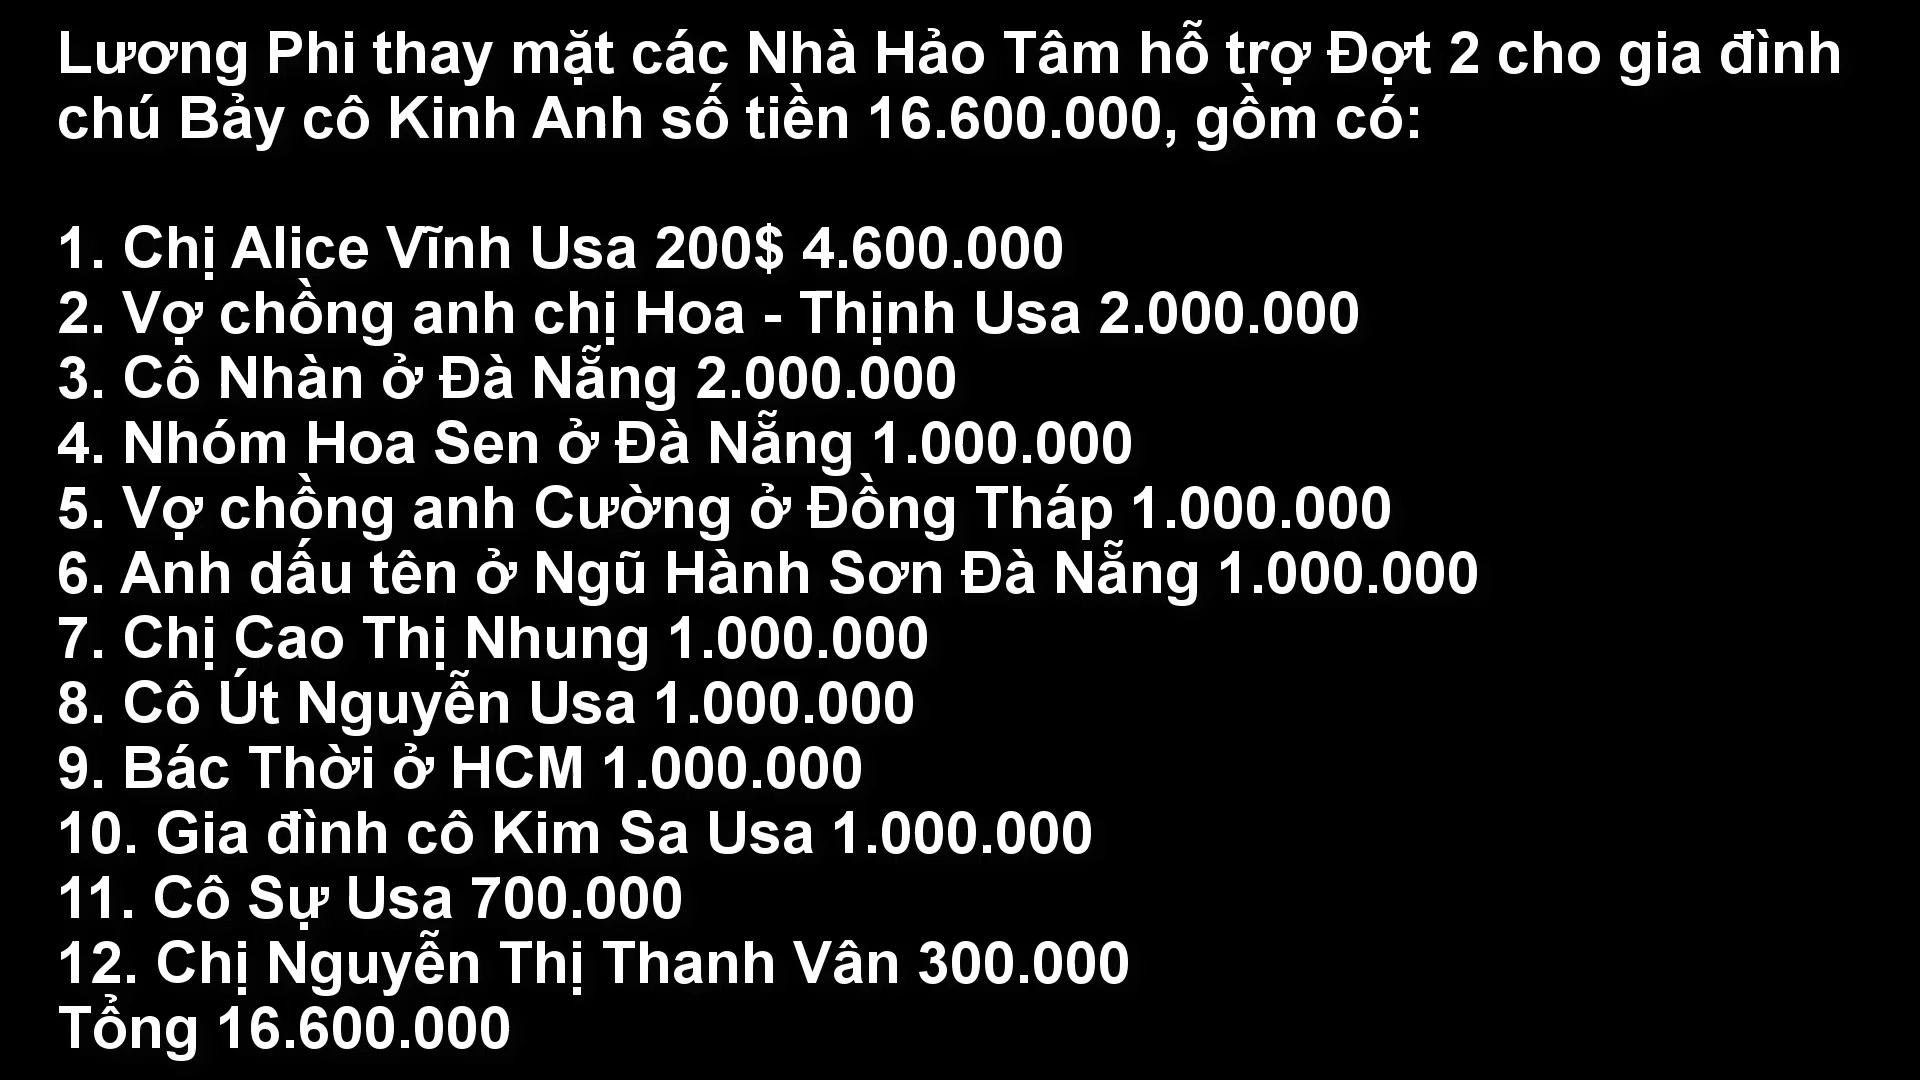 Lương Phi thay mặt các Nhà Hảo Tâm hỗ trợ Đợt 2 cho gia đình
chú Bảy cô Kinh Anh số tiền 16.600.000, gồm có:
1. Chị Alice Vĩnh Usa 200$ 4.600.000
2. Vợ chồng anh chị Hoa - Thịnh Usa 2.000.000
3. Cô Nhàn ở Đà Nẵng 2.000.000
4. Nhóm Hoa Sen ở Đà Nẵng 1.000.000
5. Vợ chồng anh Cường ở Đồng Tháp 1.000.000
6. Anh dấu tên ở Ngũ Hành Sơn Đà Nẵng 1.000.000
7. Chị Cao Thị Nhung 1.000.000
8. Cô Út Nguyễn Usa 1.000.000
9. Bác Thời ở HCM 1.000.000
10. Gia đình cô Kim Sa Usa 1.000.000
11. Cô Sự Usa 700.000
12. Chị Nguyễn Thị Thanh Vân 300.000
Tổng 16.600.000